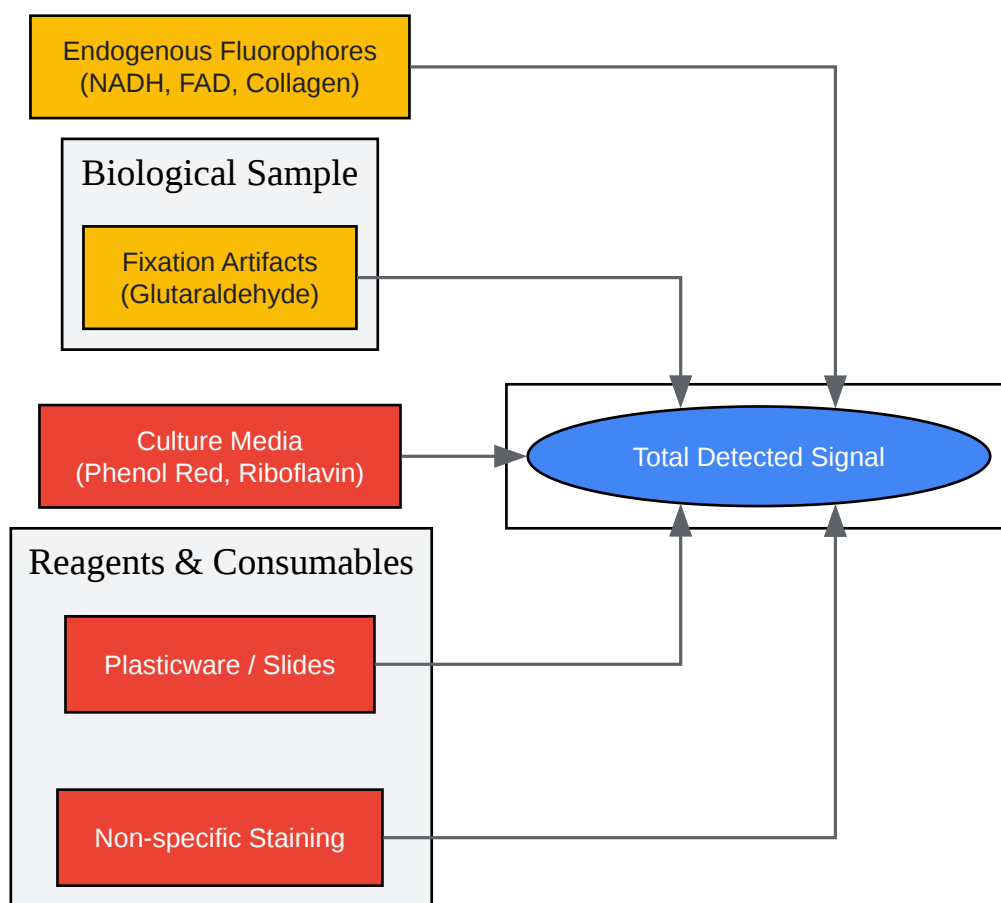 Endogenous Fluorophores
(NADH, FAD, Collagen)
Biological Sample
Fixation Artifacts
(Glutaraldehyde)
Culture Media
(Phenol Red, Riboflavin)
Total Detected Signal
Reagents & Consumables
Plasticware / Slides
Non-specific Staining